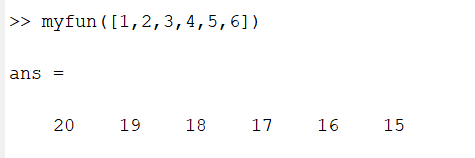 >> myfun([1,2,3,4,5,6])
ans =
20 19 18 17 16 15